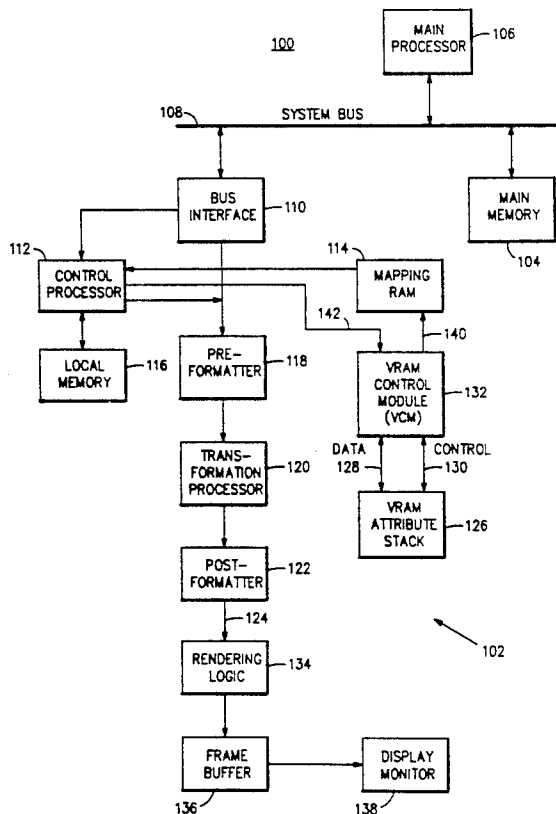 100
MAIN
PROCESSOR
106
108
SYSTEM BUS
BUS
INTERFACE
110
MAIN
MEMORY
104
112
CONTROL
PROCESSOR
114
MAPPING
RAM
142
140
LOCAL
MEMORY
116
PRE-
FORMATTER
118
VRAM
CONTROL
MODULE
(VCM)
132
TRANS-
FORMATION
PROCESSOR
120
DATA
128
CONTROL
130
VRAM
ATTRIBUTE
STACK
126
POST-
FORMATTER
122
124
RENDERING
LOGIC
134
102
FRAME
BUFFER
136
DISPLAY
MONITOR
138